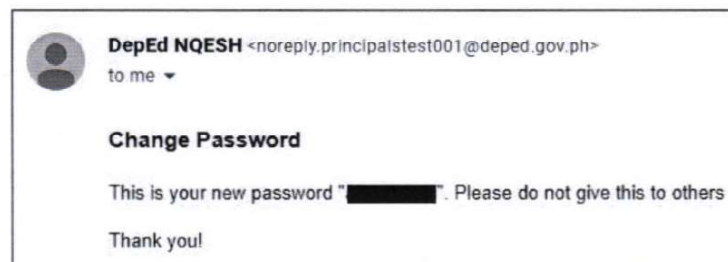 DepEd NQESH <noreply.principalstest001@deped.gov.ph>
to me
Change Password
This is your new password "          ". Please do not give this to others
Thank you!